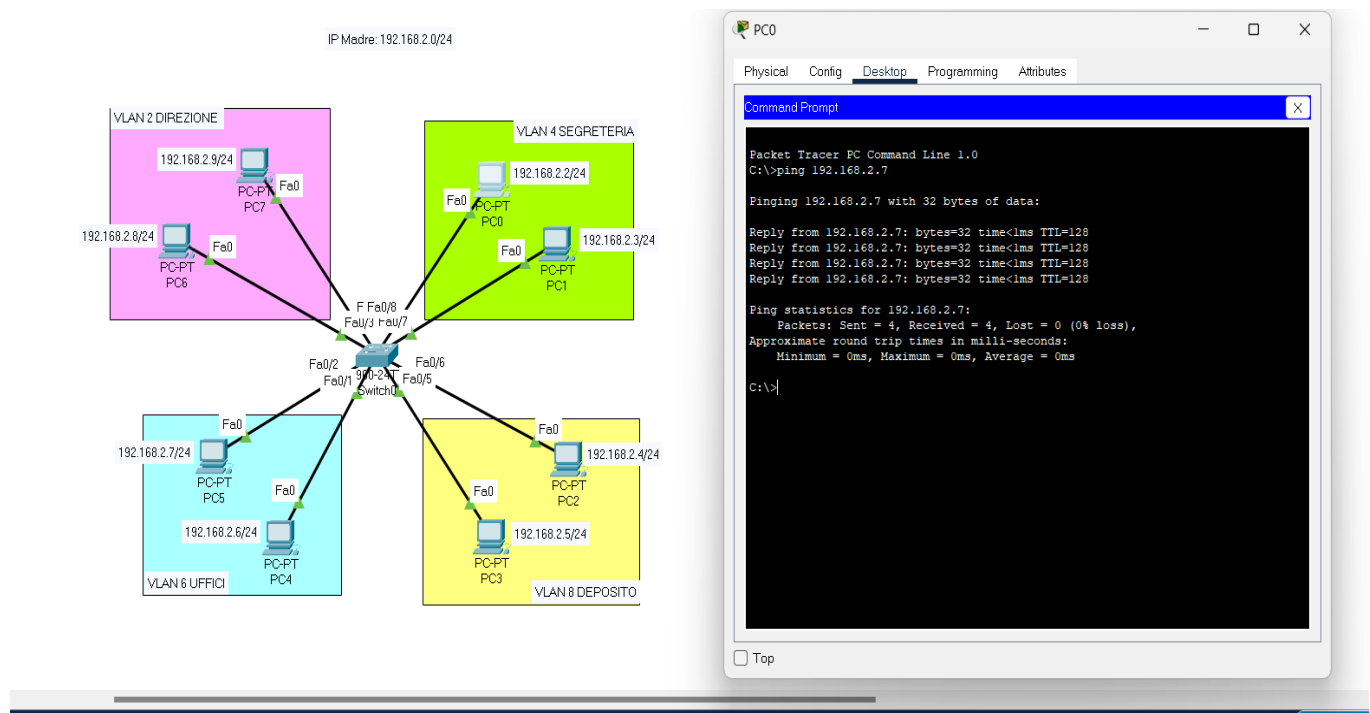 IP Madre: 192.168.2.0/24
VLAN 2 DIREZIONE
192.168.2.9/24
Fa0
PC-PT
PC7
192.168.2.8/24
Fa0
PC-PT
PC6
VLAN 4 SEGRETERIA
192.168.2.2/24
Fa0
PC-PT
PC0
192.168.2.3/24
Fa0
PC-PT
PC1
F Fa0/8
Fa0/3 Fa0/7
Fa0/2
Fa0/6
Fa0/1
Fa0/5
Switch0
Fa0
192.168.2.7/24
PC-PT
PC5
Fa0
192.168.2.6/24
PC-PT
PC4
VLAN 6 UFFICI
Fa0
192.168.2.4/24
PC-PT
PC2
Fa0
192.168.2.5/24
PC-PT
PC3
VLAN 8 DEPOSITO
PC0
Physical Config Desktop Programming Attributes
Command Prompt
X
Packet Tracer PC Command Line 1.0
C:\>ping 192.168.2.7
Pinging 192.168.2.7 with 32 bytes of data:
Reply from 192.168.2.7: bytes=32 time<1ms TTL=128
Reply from 192.168.2.7: bytes=32 time<1ms TTL=128
Reply from 192.168.2.7: bytes=32 time<1ms TTL=128
Reply from 192.168.2.7: bytes=32 time<1ms TTL=128
Ping statistics for 192.168.2.7:
Packets: Sent = 4, Received = 4, Lost = 0 (0% loss),
Approximate round trip times in milli-seconds:
Minimum = 0ms, Maximum = 0ms, Average = 0ms
C:\>
Top